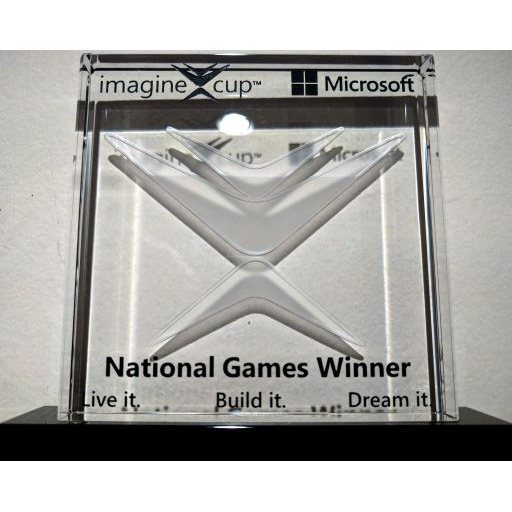 imagine cup™ Microsoft
National Games Winner
Live it. Build it. Dream it.